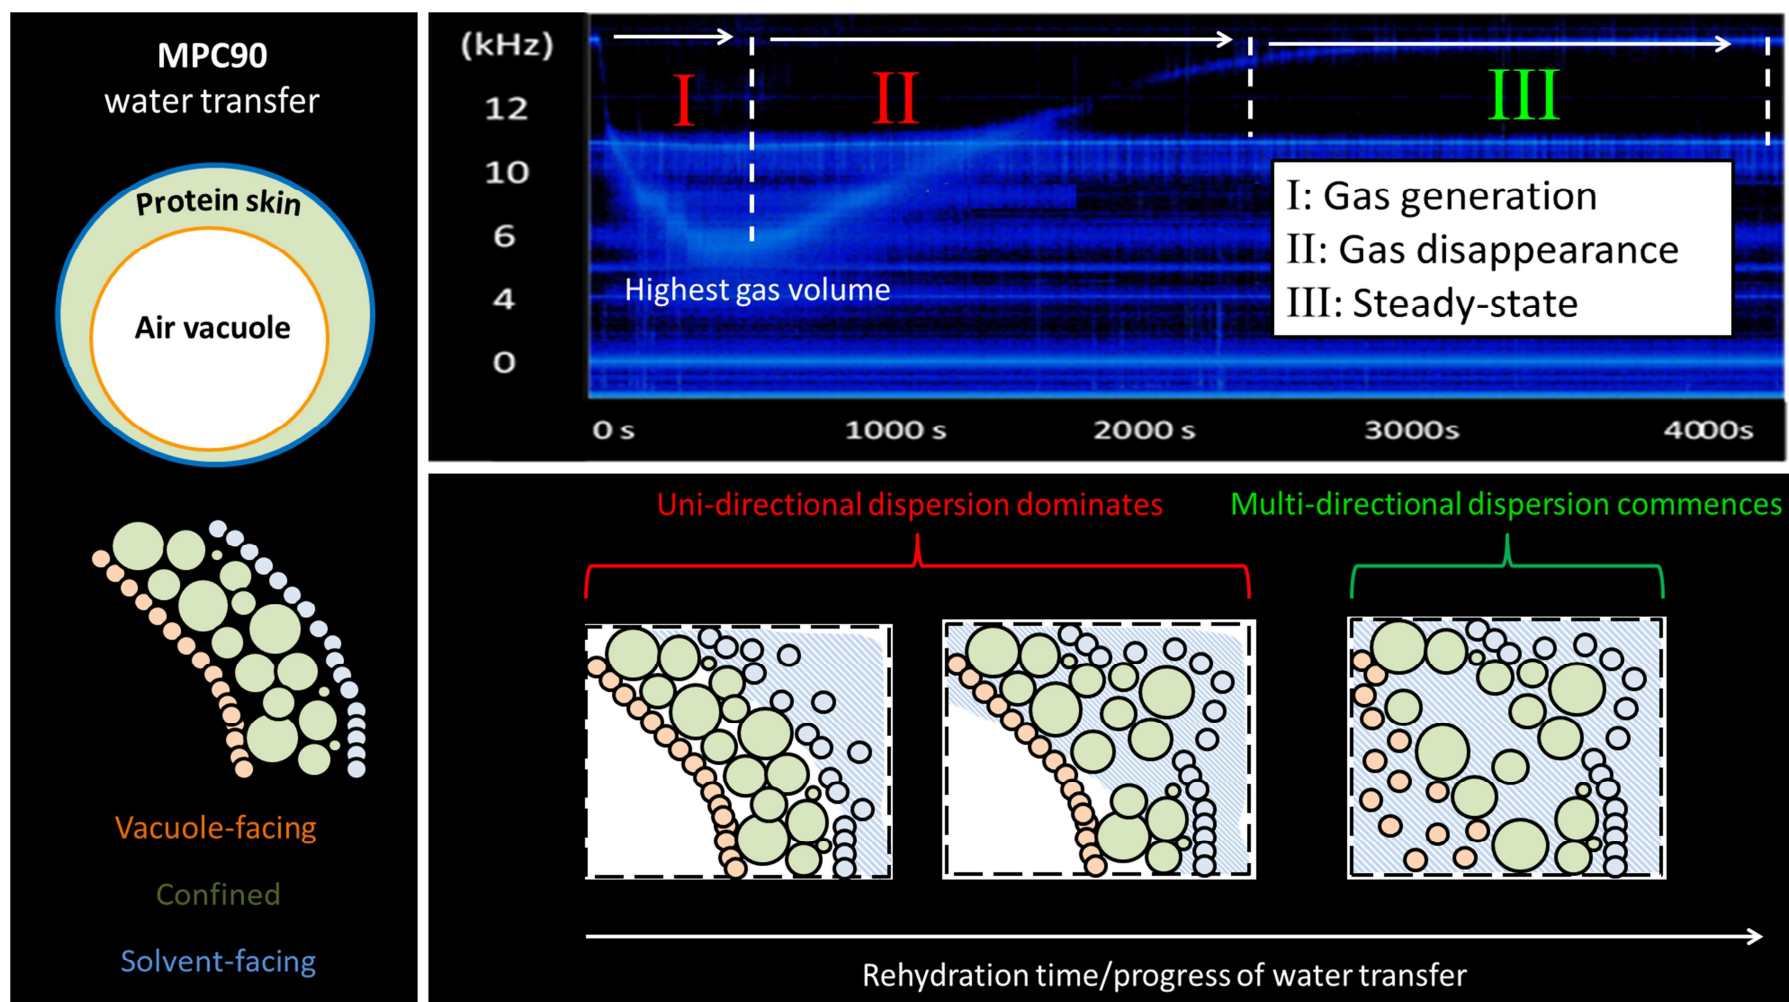 MPC90
water transfer
Protein skin
Air vacuole
Vacuole-facing
Confined
Solvent-facing
(kHz)
12
10
6
4
0
I
II
III
Highest gas volume
I: Gas generation
II: Gas disappearance
III: Steady-state
0 s 1000 s 2000 s 3000s 4000s
Uni-directional dispersion dominates
Multi-directional dispersion commences
Rehydration time/progress of water transfer